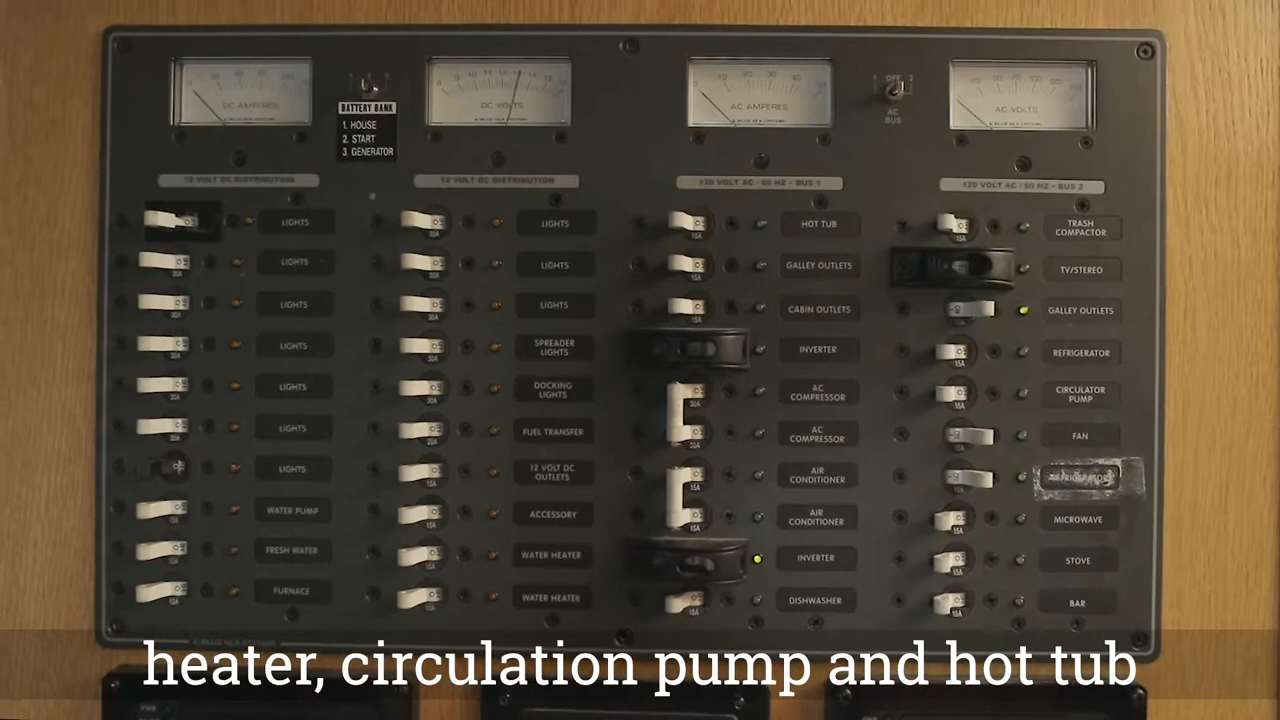 DC AMPERES
BATTERY BANK
1. HOUSE
2. START
3. GENERATOR
DC VOLTS
AC AMPERES
1 OFF 2
AC
BUS
AC VOLTS
12 VOLT DC DISTRIBUTION
120 VOLT AC / 60 HZ - BUS 1
120 VOLT AC / 60 HZ - BUS 2
LIGHTS
LIGHTS
LIGHTS
LIGHTS
LIGHTS
LIGHTS
LIGHTS
WATER PUMP
FRESH WATER
FURNACE
LIGHTS
LIGHTS
LIGHTS
SPREADER
LIGHTS
DOCKING
LIGHTS
FUEL TRANSFER
12 VOLT DC
OUTLETS
ACCESSORY
WATER HEATER
WATER HEATER
HOT TUB
GALLEY OUTLETS
CABIN OUTLETS
INVERTER
AC
COMPRESSOR
AC
COMPRESSOR
AIR
CONDITIONER
AIR
CONDITIONER
INVERTER
DISHWASHER
TRASH
COMPACTOR
TV/STEREO
GALLEY OUTLETS
REFRIGERATOR
CIRCULATOR
PUMP
FAN
MICROWAVE
STOVE
BAR
heater, circulation pump and hot tub